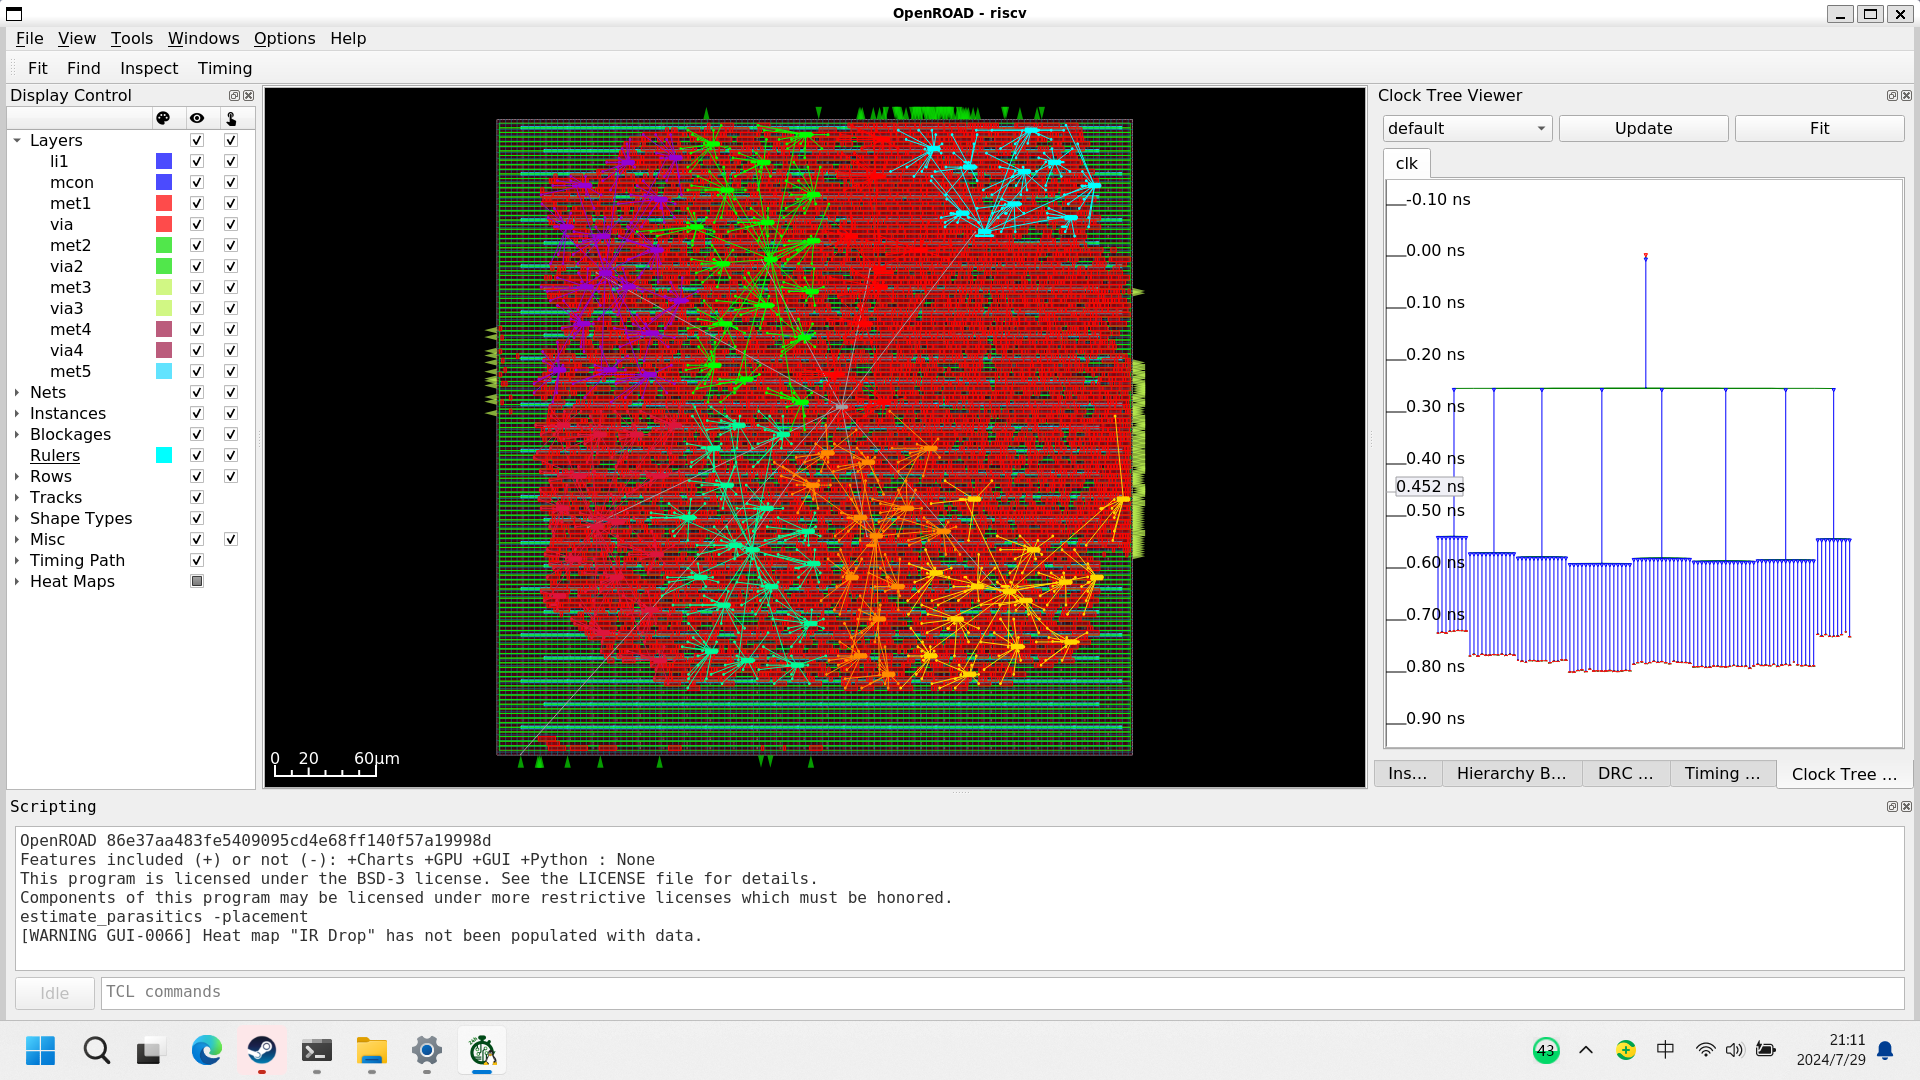 OpenROAD - riscv
File View Tools Windows Options Help
Fit Find Inspect Timing
Display Control
Layers
li1
mcon
met1
via
met2
via2
met3
via3
met4
via4
met5
Nets
Instances
Blockages
Rulers
Rows
Tracks
Shape Types
Misc
Timing Path
Heat Maps
0 20 60μm
Clock Tree Viewer
default Update Fit
clk
-0.10 ns
0.00 ns
0.10 ns
0.20 ns
0.30 ns
0.40 ns
0.452 ns
0.50 ns
0.60 ns
0.70 ns
0.80 ns
0.90 ns
Ins... Hierarchy B... DRC ... Timing ... Clock Tree ...
Scripting
OpenROAD 86e37aa483fe5409095cd4e68ff140f57a19998d
Features included (+) or not (-): +Charts +GPU +GUI +Python : None
This program is licensed under the BSD-3 license. See the LICENSE file for details.
Components of this program may be licensed under more restrictive licenses which must be honored.
estimate_parasitics -placement
[WARNING GUI-0066] Heat map "IR Drop" has not been populated with data.
Idle TCL commands
43 中 21:11
2024/7/29